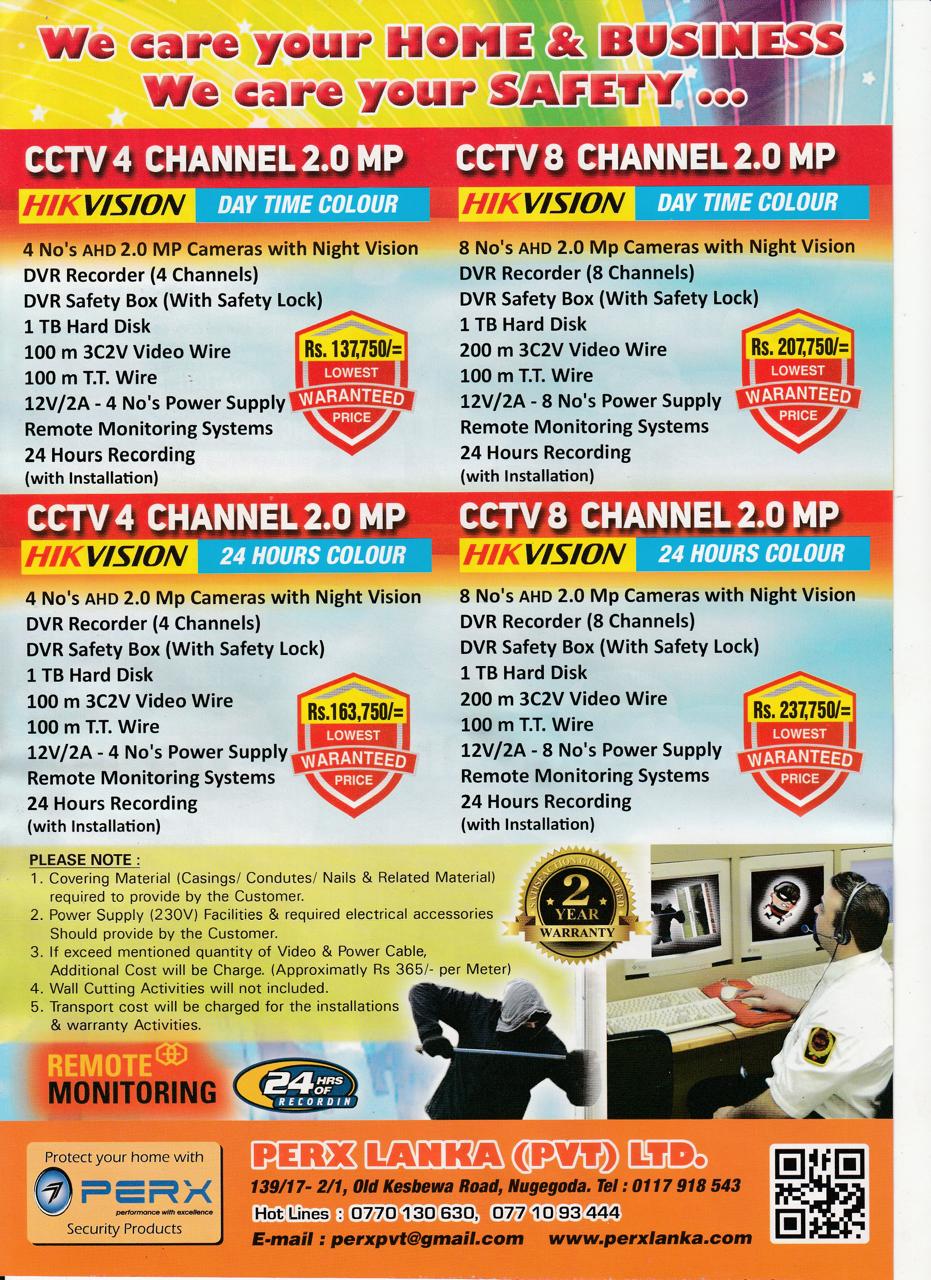 We care your HOME & BUSINESS
We care your SAFETY ...
CCTV 4 CHANNEL 2.0 MP
HIKVISION DAY TIME COLOUR
4 No's AHD 2.0 MP Cameras with Night Vision
DVR Recorder (4 Channels)
DVR Safety Box (With Safety Lock)
1 TB Hard Disk
100 m 3C2V Video Wire
100 m T.T. Wire
12V/2A - 4 No's Power Supply
Remote Monitoring Systems
24 Hours Recording
(with Installation)
Rs. 137,750/=
LOWEST
WARANTEED
PRICE
CCTV 8 CHANNEL 2.0 MP
HIKVISION DAY TIME COLOUR
8 No's AHD 2.0 Mp Cameras with Night Vision
DVR Recorder (8 Channels)
DVR Safety Box (With Safety Lock)
1 TB Hard Disk
200 m 3C2V Video Wire
100 m T.T. Wire
12V/2A - 8 No's Power Supply
Remote Monitoring Systems
24 Hours Recording
(with Installation)
Rs. 207,750/=
LOWEST
WARANTEED
PRICE
CCTV 4 CHANNEL 2.0 MP
HIKVISION 24 HOURS COLOUR
4 No's AHD 2.0 Mp Cameras with Night Vision
DVR Recorder (4 Channels)
DVR Safety Box (With Safety Lock)
1 TB Hard Disk
100 m 3C2V Video Wire
100 m T.T. Wire
12V/2A - 4 No's Power Supply
Remote Monitoring Systems
24 Hours Recording
(with Installation)
Rs.163,750/=
LOWEST
WARANTEED
PRICE
CCTV 8 CHANNEL 2.0 MP
HIKVISION 24 HOURS COLOUR
8 No's AHD 2.0 Mp Cameras with Night Vision
DVR Recorder (8 Channels)
DVR Safety Box (With Safety Lock)
1 TB Hard Disk
200 m 3C2V Video Wire
100 m T.T. Wire
12V/2A - 8 No's Power Supply
Remote Monitoring Systems
24 Hours Recording
(with Installation)
Rs. 237,750/=
LOWEST
WARANTEED
PRICE
PLEASE NOTE :
1. Covering Material (Casings/ Condutes/ Nails & Related Material)
required to provide by the Customer.
2. Power Supply (230V) Facilities & required electrical accessories
Should provide by the Customer.
3. If exceed mentioned quantity of Video & Power Cable,
Additional Cost will be Charge. (Approximatly Rs 365/- per Meter)
4. Wall Cutting Activities will not included.
5. Transport cost will be charged for the installations
& warranty Activities.
SATISFACTION GUARANTEED
2
YEAR
WARRANTY
REMOTE
MONITORING
24 HRS
OF
RECORDIN
Protect your home with
PERX
performance with excellence
Security Products
PERX LANKA (PVT) LTD.
139/17- 2/1, Old Kesbewa Road, Nugegoda. Tel : 0117 918 543
Hot Lines : 0770 130 630, 077 10 93 444
E-mail : perxpvt@gmail.com www.perxlanka.com